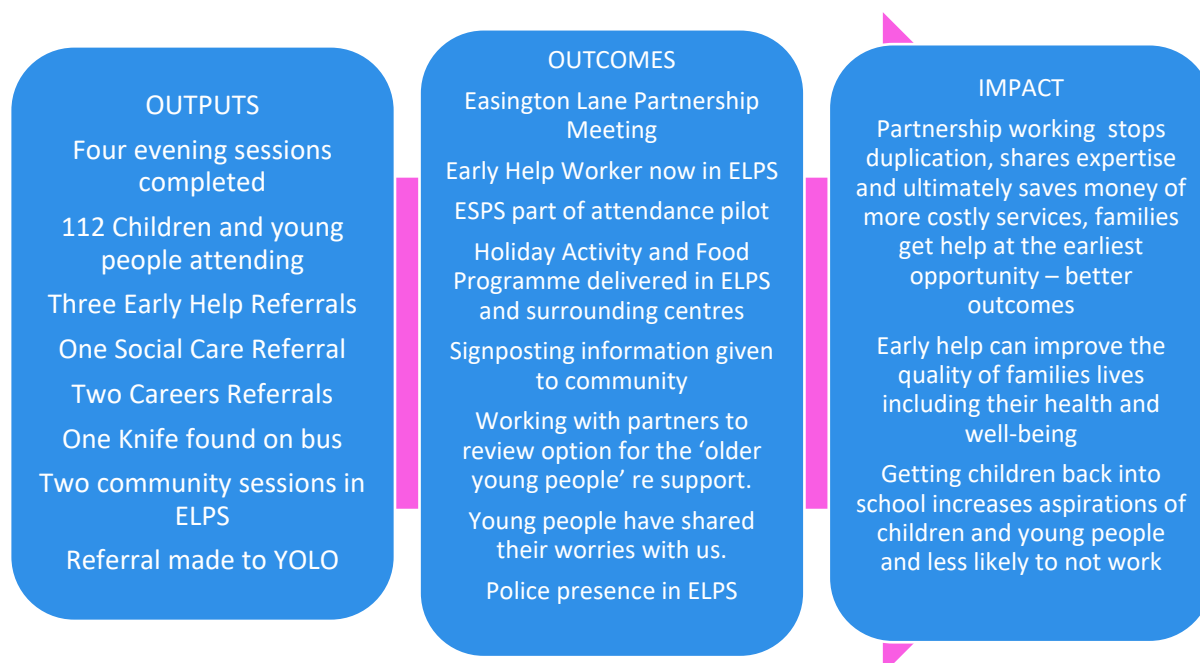 OUTPUTS
Four evening sessions
completed
112 Children and young
people attending
Three Early Help Referrals
One Social Care Referral
Two Careers Referrals
One Knife found on bus
Two community sessions in
ELPS
Referral made to YOLO
OUTCOMES
Easington Lane Partnership
Meeting
Early Help Worker now in ELPS
ESPS part of attendance pilot
Holiday Activity and Food
Programme delivered in ELPS
and surrounding centres
Signposting information given
to community
Working with partners to
review option for the ‘older
young people’ re support.
Young people have shared
their worries with us.
Police presence in ELPS
IMPACT
Partnership working stops
duplication, shares expertise
and ultimately saves money of
more costly services, families
get help at the earliest
opportunity – better
outcomes
Early help can improve the
quality of families lives
including their health and
well-being
Getting children back into
school increases aspirations of
children and young people
and less likely to not work